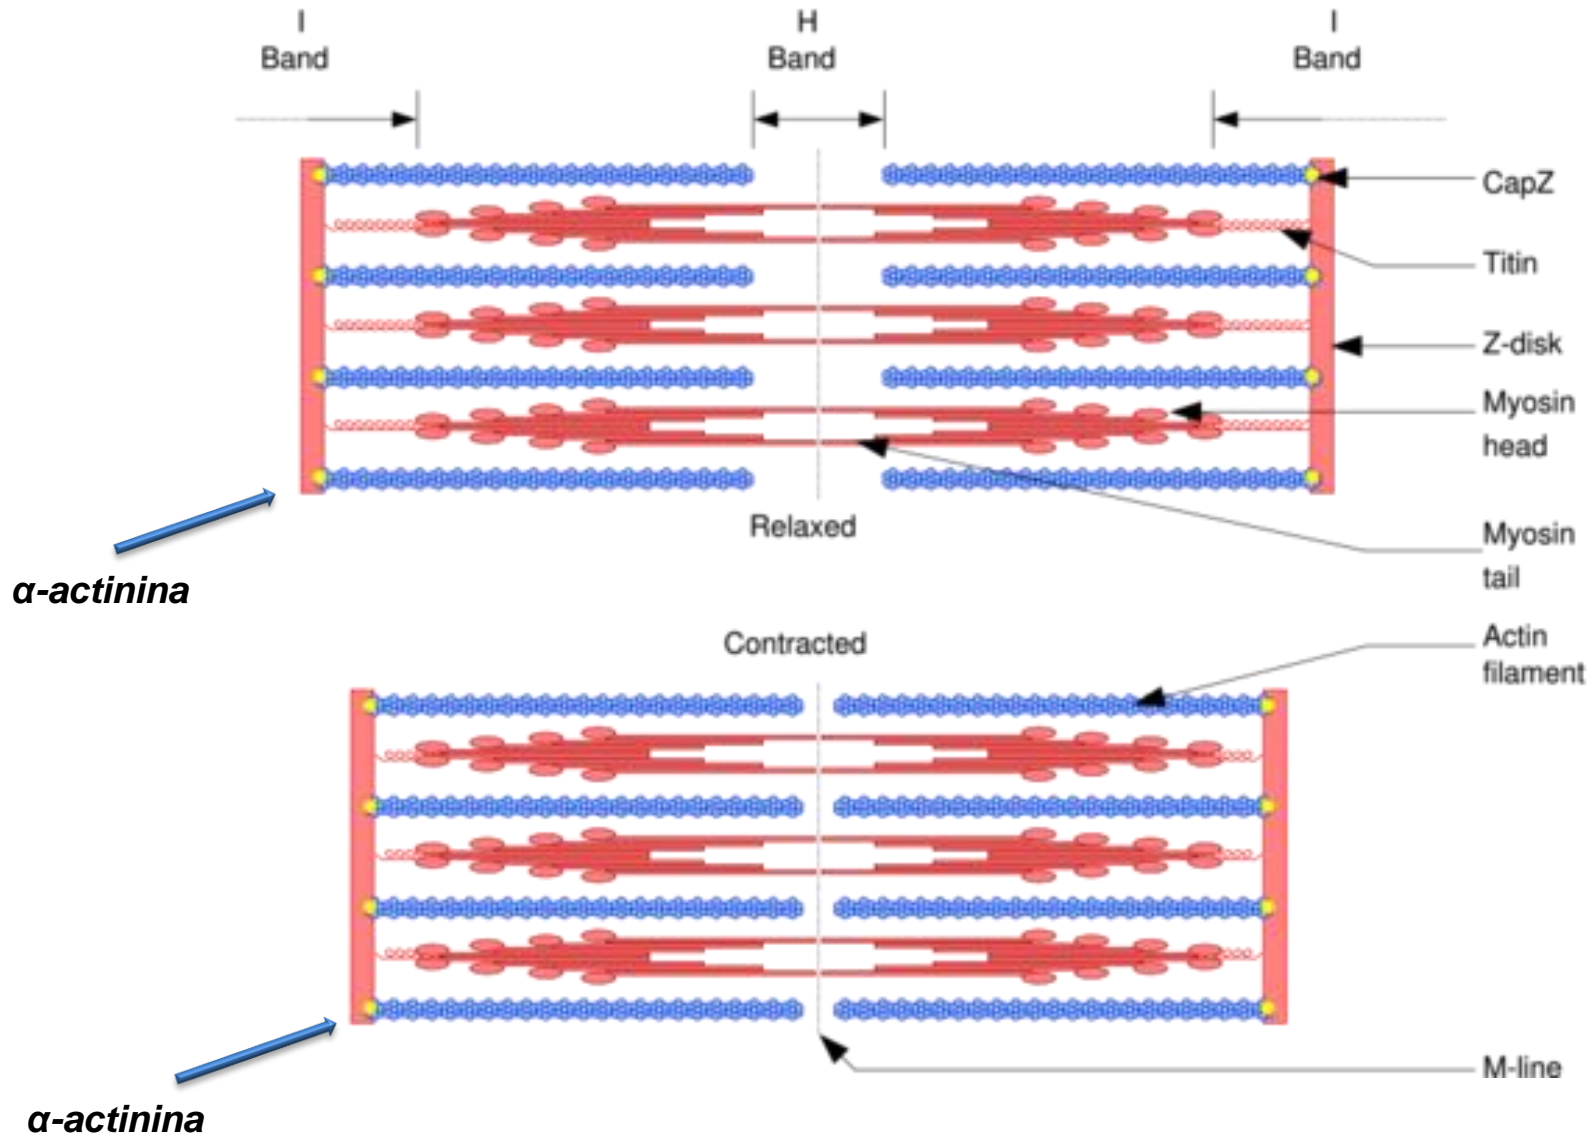 I
Band
H
Band
I
Band
CapZ
Titin
Z-disk
Myosin
head
Relaxed
Myosin
tail
α-actinina
Contracted
Actin
filament
M-line
α-actinina